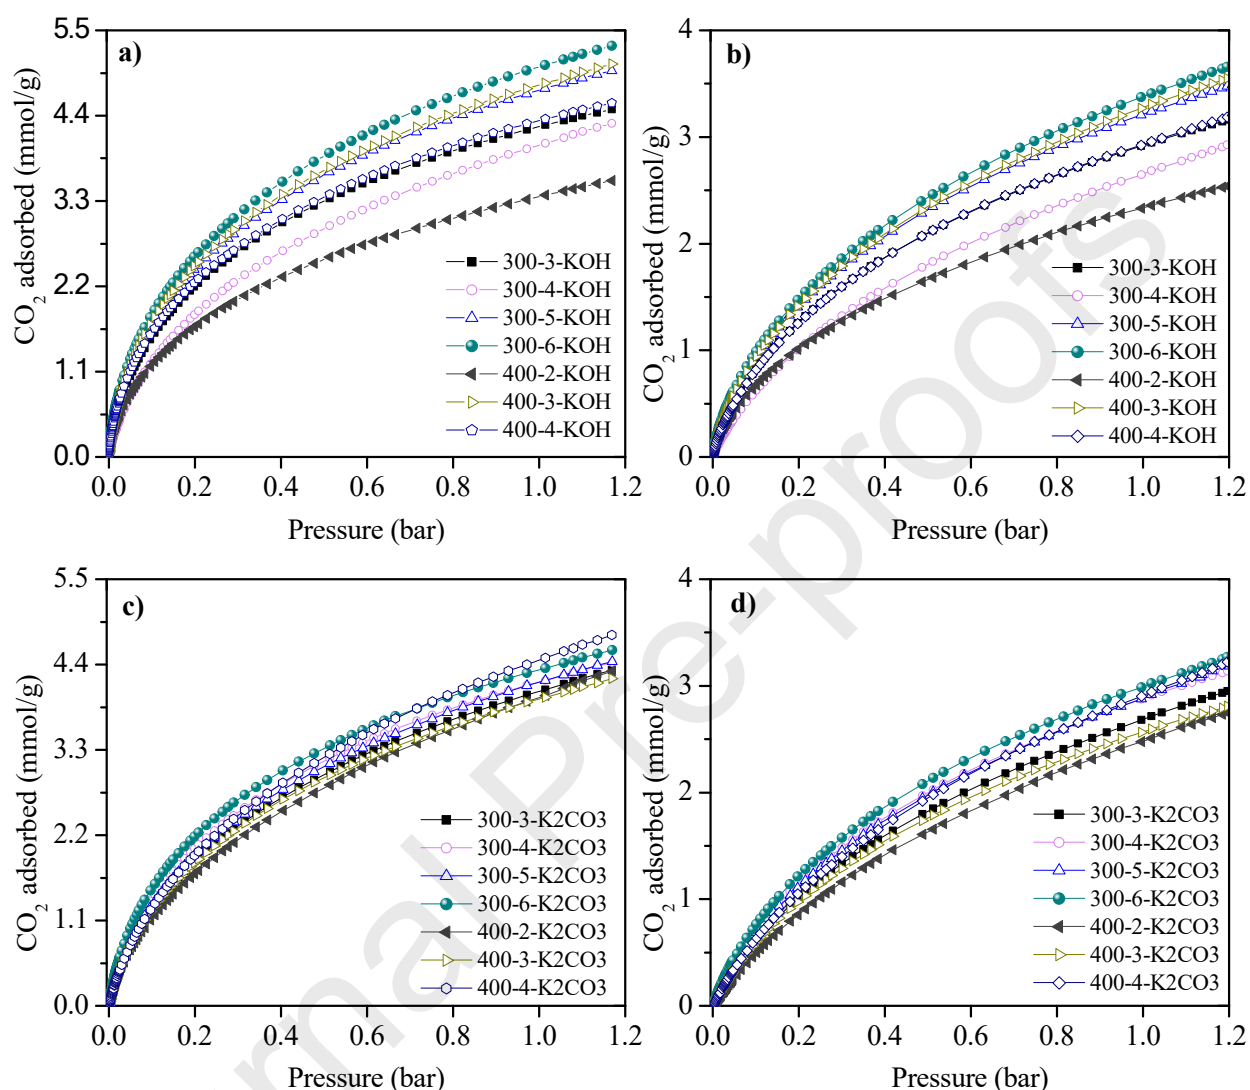 a)
5.5
4.4
3.3
2.2
1.1
0.0
CO2 adsorbed (mmol/g)
300-3-KOH
300-4-KOH
300-5-KOH
300-6-KOH
400-2-KOH
400-3-KOH
400-4-KOH
0.0 0.2 0.4 0.6 0.8 1.0 1.2
Pressure (bar)
b)
4
3
2
1
0
CO2 adsorbed (mmol/g)
300-3-KOH
300-4-KOH
300-5-KOH
300-6-KOH
400-2-KOH
400-3-KOH
400-4-KOH
0.0 0.2 0.4 0.6 0.8 1.0 1.2
Pressure (bar)
c)
5.5
4.4
3.3
2.2
1.1
0.0
CO2 adsorbed (mmol/g)
300-3-K2CO3
300-4-K2CO3
300-5-K2CO3
300-6-K2CO3
400-2-K2CO3
400-3-K2CO3
400-4-K2CO3
0.0 0.2 0.4 0.6 0.8 1.0 1.2
Pressure (bar)
d)
4
3
2
1
0
CO2 adsorbed (mmol/g)
300-3-K2CO3
300-4-K2CO3
300-5-K2CO3
300-6-K2CO3
400-2-K2CO3
400-3-K2CO3
400-4-K2CO3
0.0 0.2 0.4 0.6 0.8 1.0 1.2
Pressure (bar)
rnal Pre-proofs